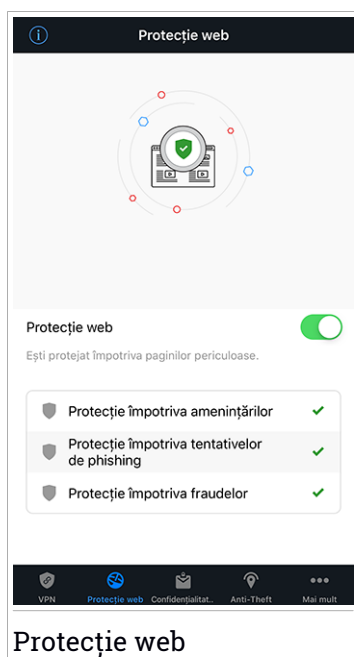 Protecție web
Protecție web
Ești protejat împotriva paginilor periculoase.
Protecție împotriva amenințărilor
Protecție împotriva tentativelor
de phishing
Protecție împotriva fraudelor
VPN
Protecție web
Confidențialitat..
Anti-Theft
Mai mult
Protecție web